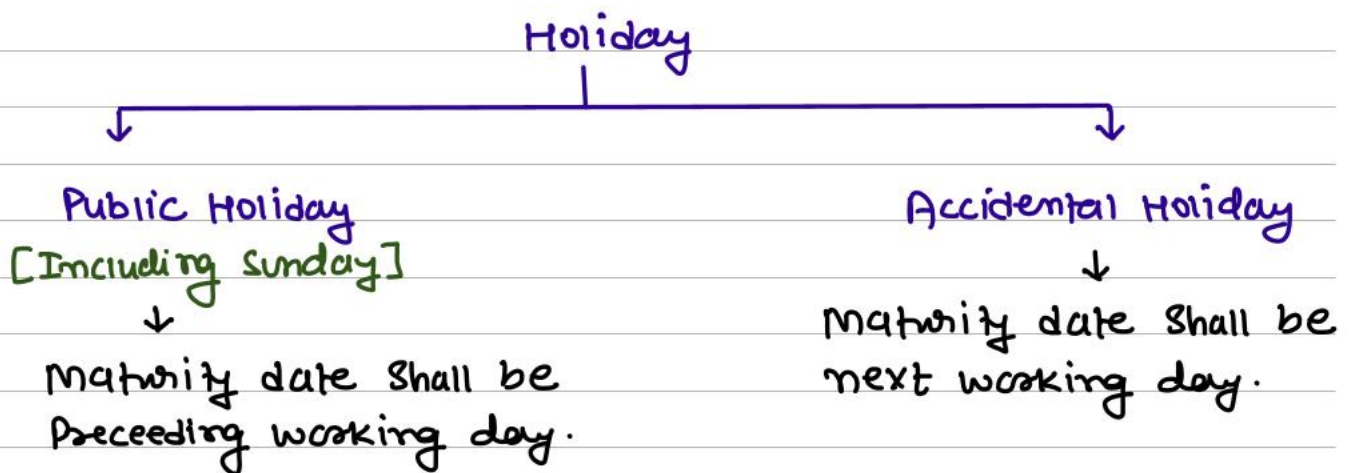 Holiday
Public Holiday
[Including Sunday]
Maturity date Shall be
Preceeding working day.
Accidental Holiday
Maturity date Shall be
next working day.